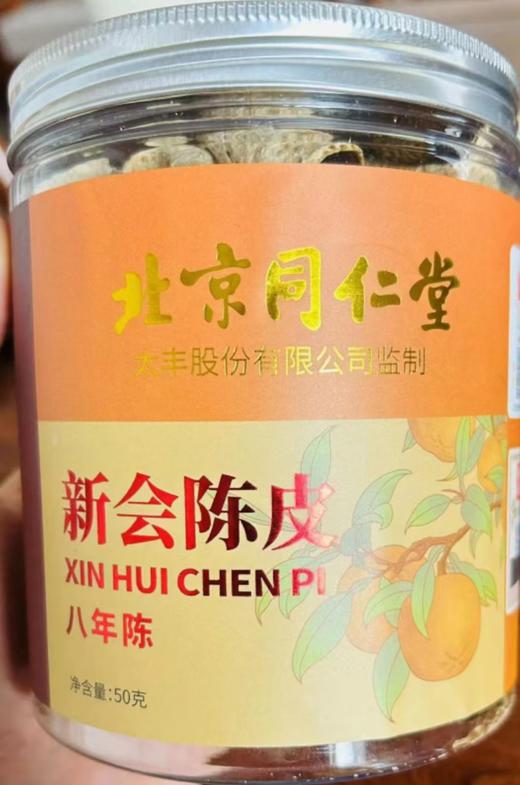 北京同仁堂
大丰股份有限公司监制
新会陈皮
XIN HUI CHEN PI
八年陈
净含量:50克